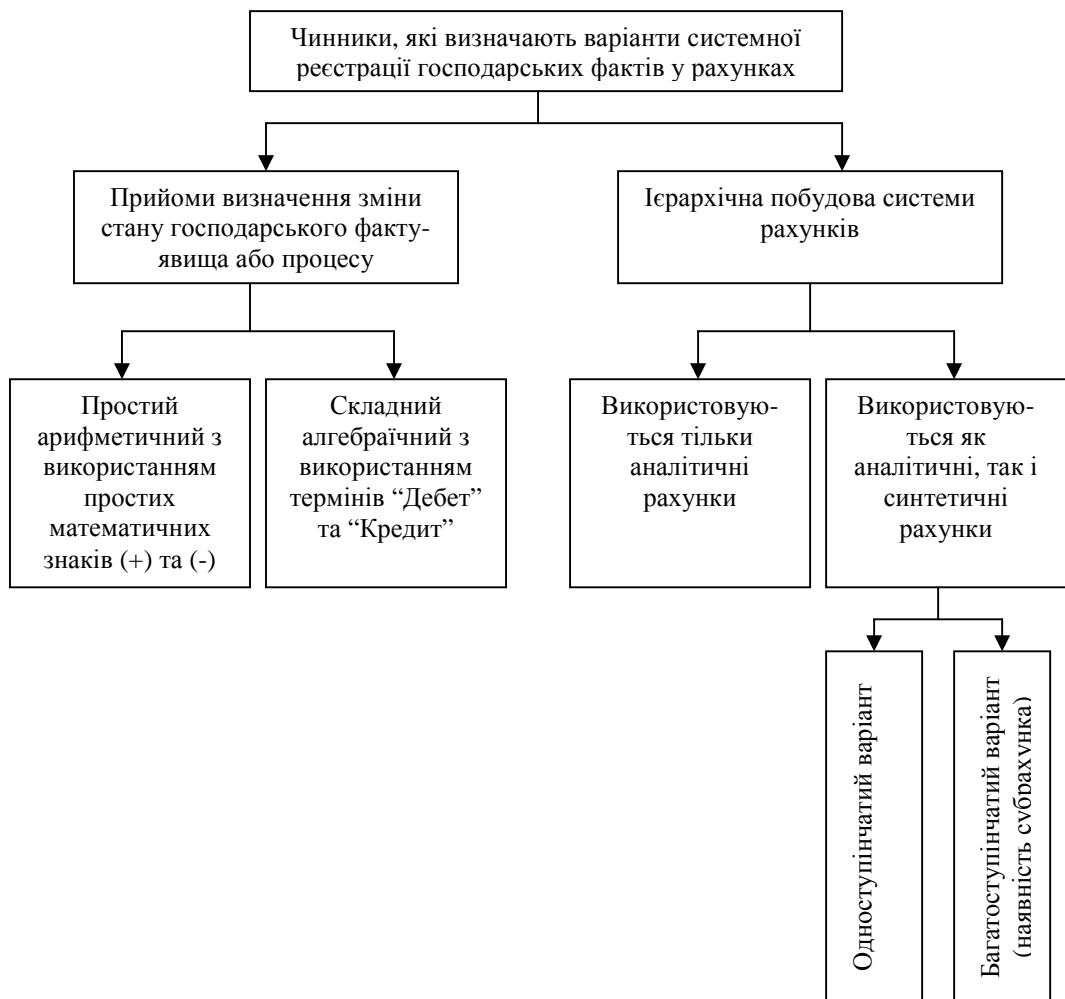 Чинники, які визначають варіанти системної
реєстрації господарських фактів у рахунках
Прийоми визначення зміни
стану господарського факту-
явища або процесу
Ієрархічна побудова системи
рахунків
Простий
арифметичний з
використанням
простих
математичних
знаків (+) та (-)
Складний
алгебраїчний з
використанням
термінів “Дебет”
та “Кредит”
Використовую-
ться тільки
аналітичні
рахунки
Використовую-
ться як
аналітичні, так і
синтетичні
рахунки
Одноступінчатий варіант
Багатоступінчатий варіант
(наявність субрахунка)